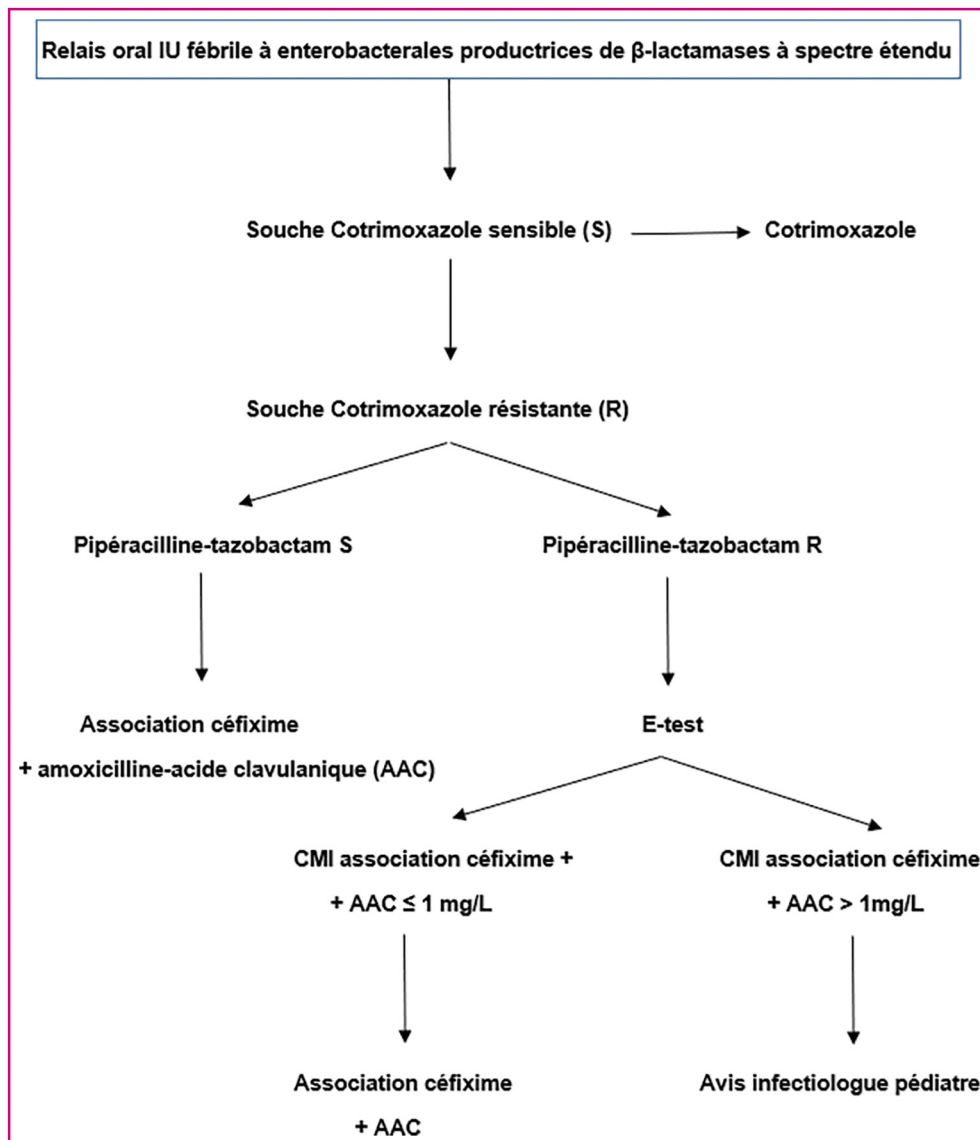 Relais oral IU fébrile à enterobacterales productrices de β-lactamases à spectre étendu
Souche Cotrimoxazole sensible (S)
Cotrimoxazole
Souche Cotrimoxazole résistante (R)
Pipéracilline-tazobactam S
Pipéracilline-tazobactam R
Association céfixime
+ amoxicilline-acide clavulanique (AAC)
E-test
CMI association céfixime +
+ AAC ≤ 1 mg/L
CMI association céfixime
+ AAC > 1mg/L
Association céfixime
+ AAC
Avis infectiologue pédiatre